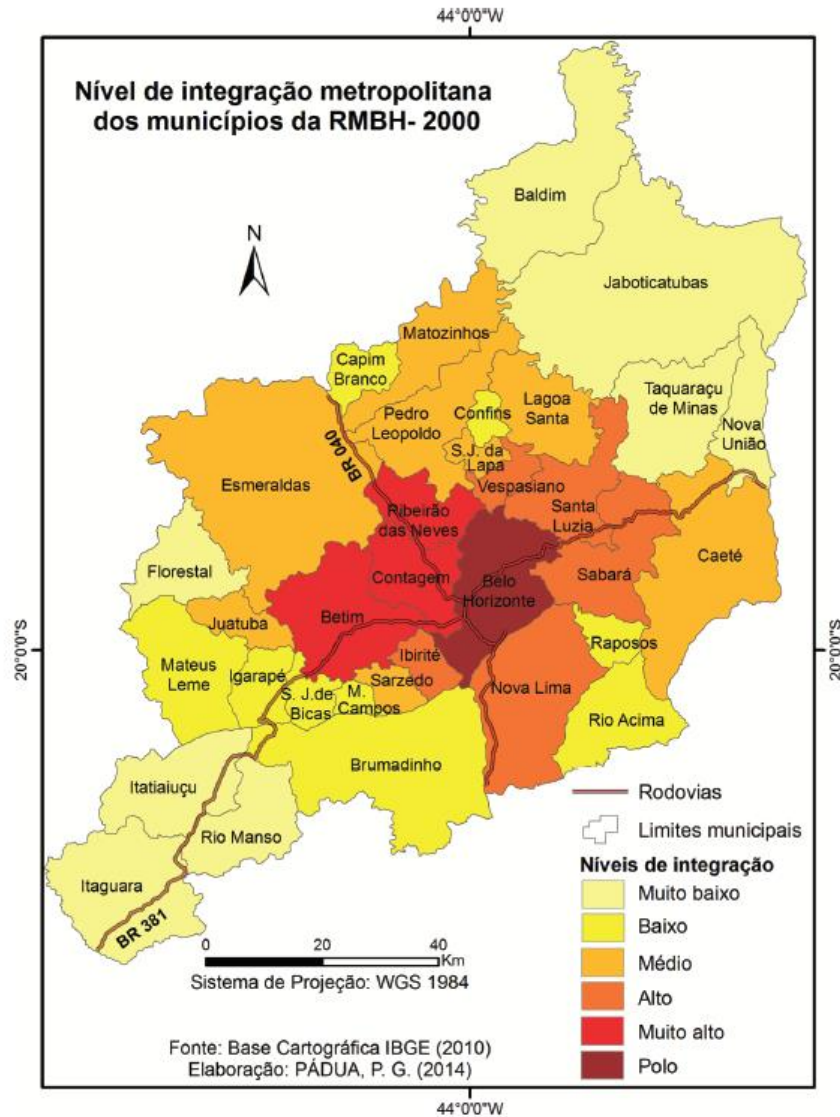 44°0'0"W
Nível de integração metropolitana
dos municípios da RMBH- 2000
N
Baldim
Jaboticatubas
Matozinhos
Capim
Branco
Taquaraçu
de Minas
Nova
União
Lagoa
Santa
Confins
Pedro
Leopoldo
S.J. da
Lapa
BR 040
Vespasiano
Esmeraldas
Santa
Luzia
Ribeirão
das Neves
Caeté
Florestal
Contagem
Belo
Horizonte
Sabará
Betim
Juatuba
20°0'0"S
20°0'0"S
Ibirité
Raposos
Mateus
Leme
Igarapé
Sarzedo
Nova Lima
S. J.de
Bicas
M.
Campos
Rio Acima
Brumadinho
Itatiaiuçu
Rio Manso
Itaguara
BR 381
Rodovias
Limites municipais
Níveis de integração
Muito baixo
Baixo
Médio
Alto
Muito alto
Polo
0 20 40
Km
Sistema de Projeção: WGS 1984
Fonte: Base Cartográfica IBGE (2010)
Elaboração: PÁDUA, P. G. (2014)
44°0'0"W